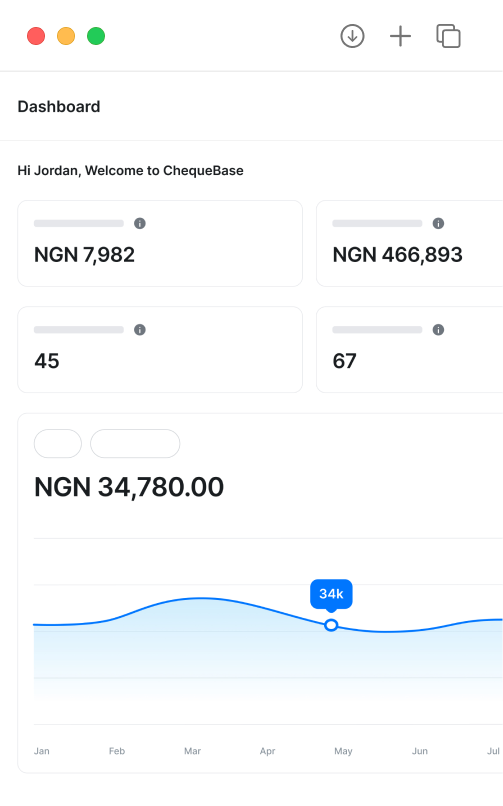 Dashboard
Hi Jordan, Welcome to ChequeBase
NGN 7,982
NGN 466,893
45
67
NGN 34,780.00
34k
Jan Feb Mar Apr May Jun Jul